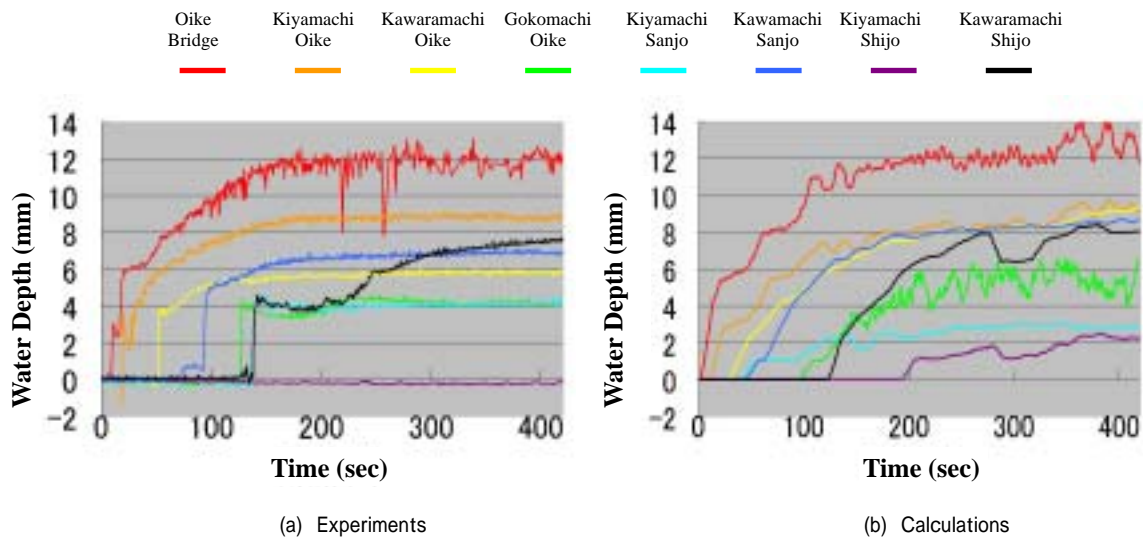 Oike Bridge
Kiyamachi Oike
Kawaramachi Oike
Gokomachi Oike
Kiyamachi Sanjo
Kawamachi Sanjo
Kiyamachi Shijo
Kawaramachi Shijo
Water Depth (mm)
14
12
10
8
6
4
2
0
-2
0 100 200 300 400
Time (sec)
(a) Experiments
Water Depth (mm)
14
12
10
8
6
4
2
0
-2
0 100 200 300 400
Time (sec)
(b) Calculations